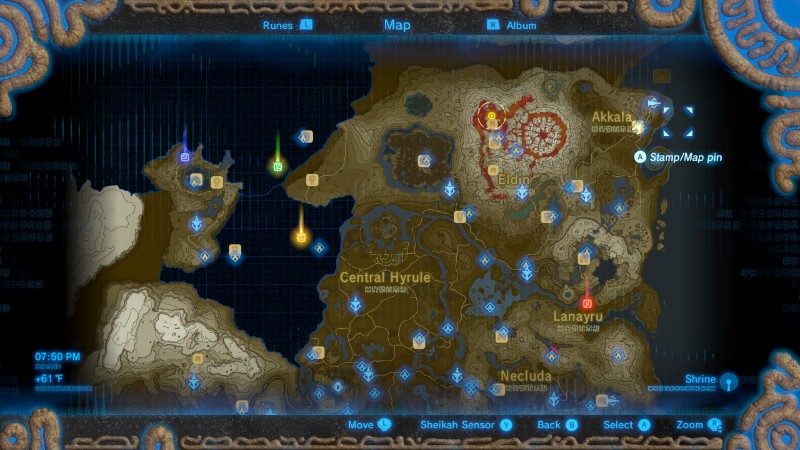 Runes L
Map
R Album
Akkala
A Stamp/Map pin
Eldin
Central Hyrule
Lanayru
07:50 PM
+61°F
Necluda
Shrine
Move L
Sheikah Sensor Y
Back B
Select A
Zoom R